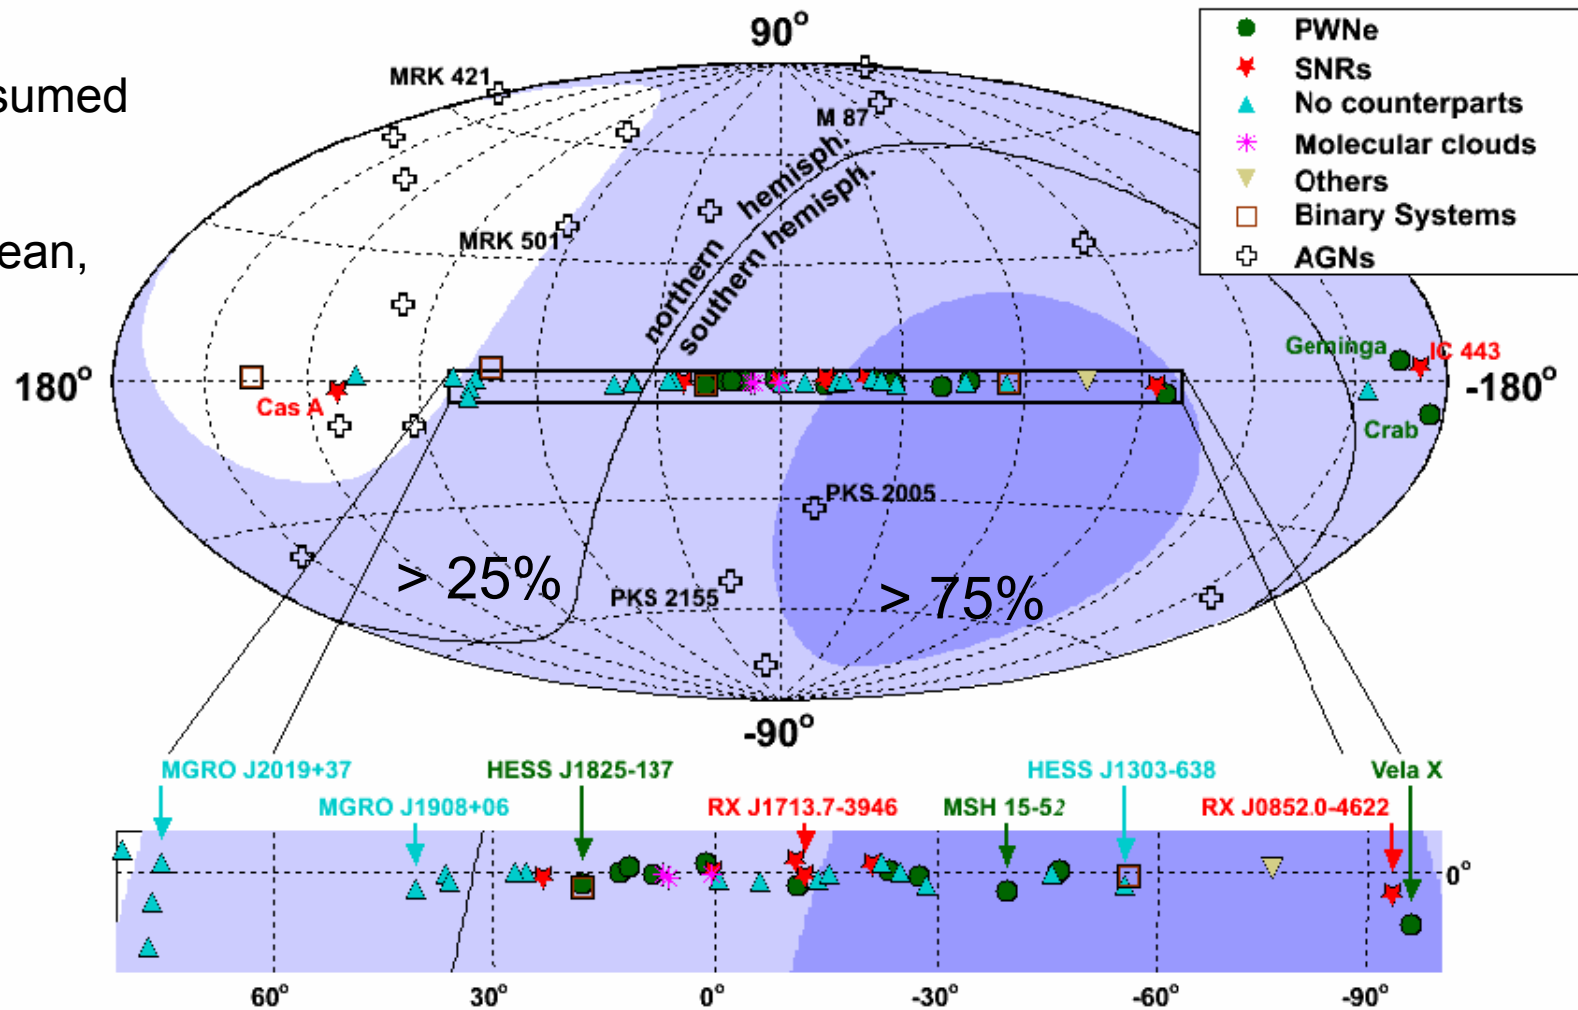 sumed
ean,
90°
MRK 421
M 87
northern hemisph.
southern hemisph.
MRK 501
180°
-180°
Geminga
IC 443
Cas A
Crab
PKS 2005
> 25%
PKS 2155
> 75%
-90°
PWNe
SNRs
No counterparts
Molecular clouds
Others
Binary Systems
AGNs
MGRO J2019+37
HESS J1825-137
HESS J1303-638
Vela X
MGRO J1908+06
RX J1713.7-3946
MSH 15-52
RX J0852.0-4622
0°
60°
30°
0°
-30°
-60°
-90°